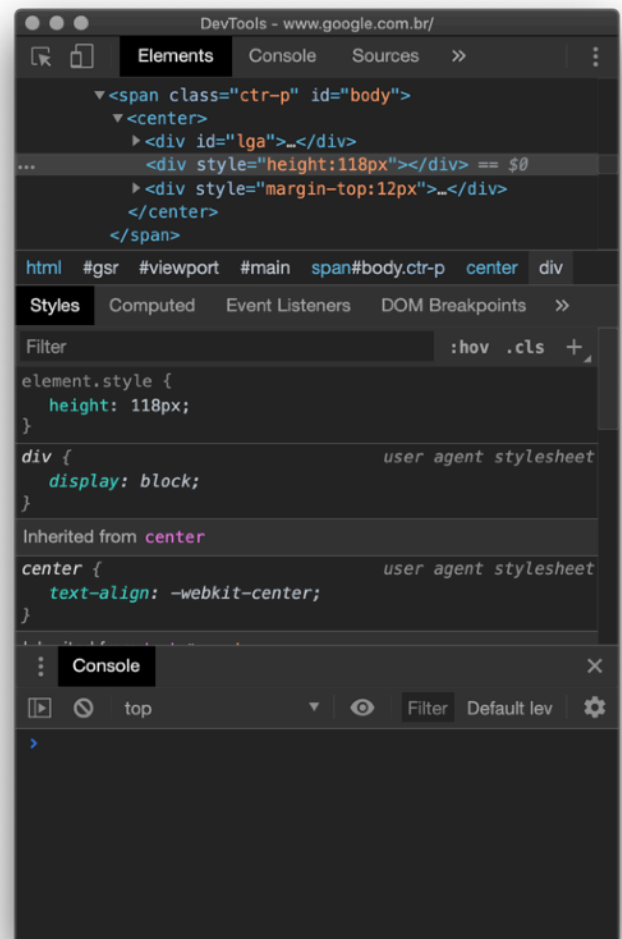 DevTools - www.google.com.br/
Elements Console Sources »
▼<span class="ctr-p" id="body">
▼<center>
▶<div id="lga">…</div>
… <div style="height:118px"></div> == $0
▶<div style="margin-top:12px">…</div>
</center>
</span>
html #gsr #viewport #main span#body.ctr-p center div
Styles Computed Event Listeners DOM Breakpoints »
Filter :hov .cls +
element.style {
height: 118px;
}
div { user agent stylesheet
display: block;
}
Inherited from center
center { user agent stylesheet
text-align: -webkit-center;
}
Console ×
top ▼ Filter Default lev
›